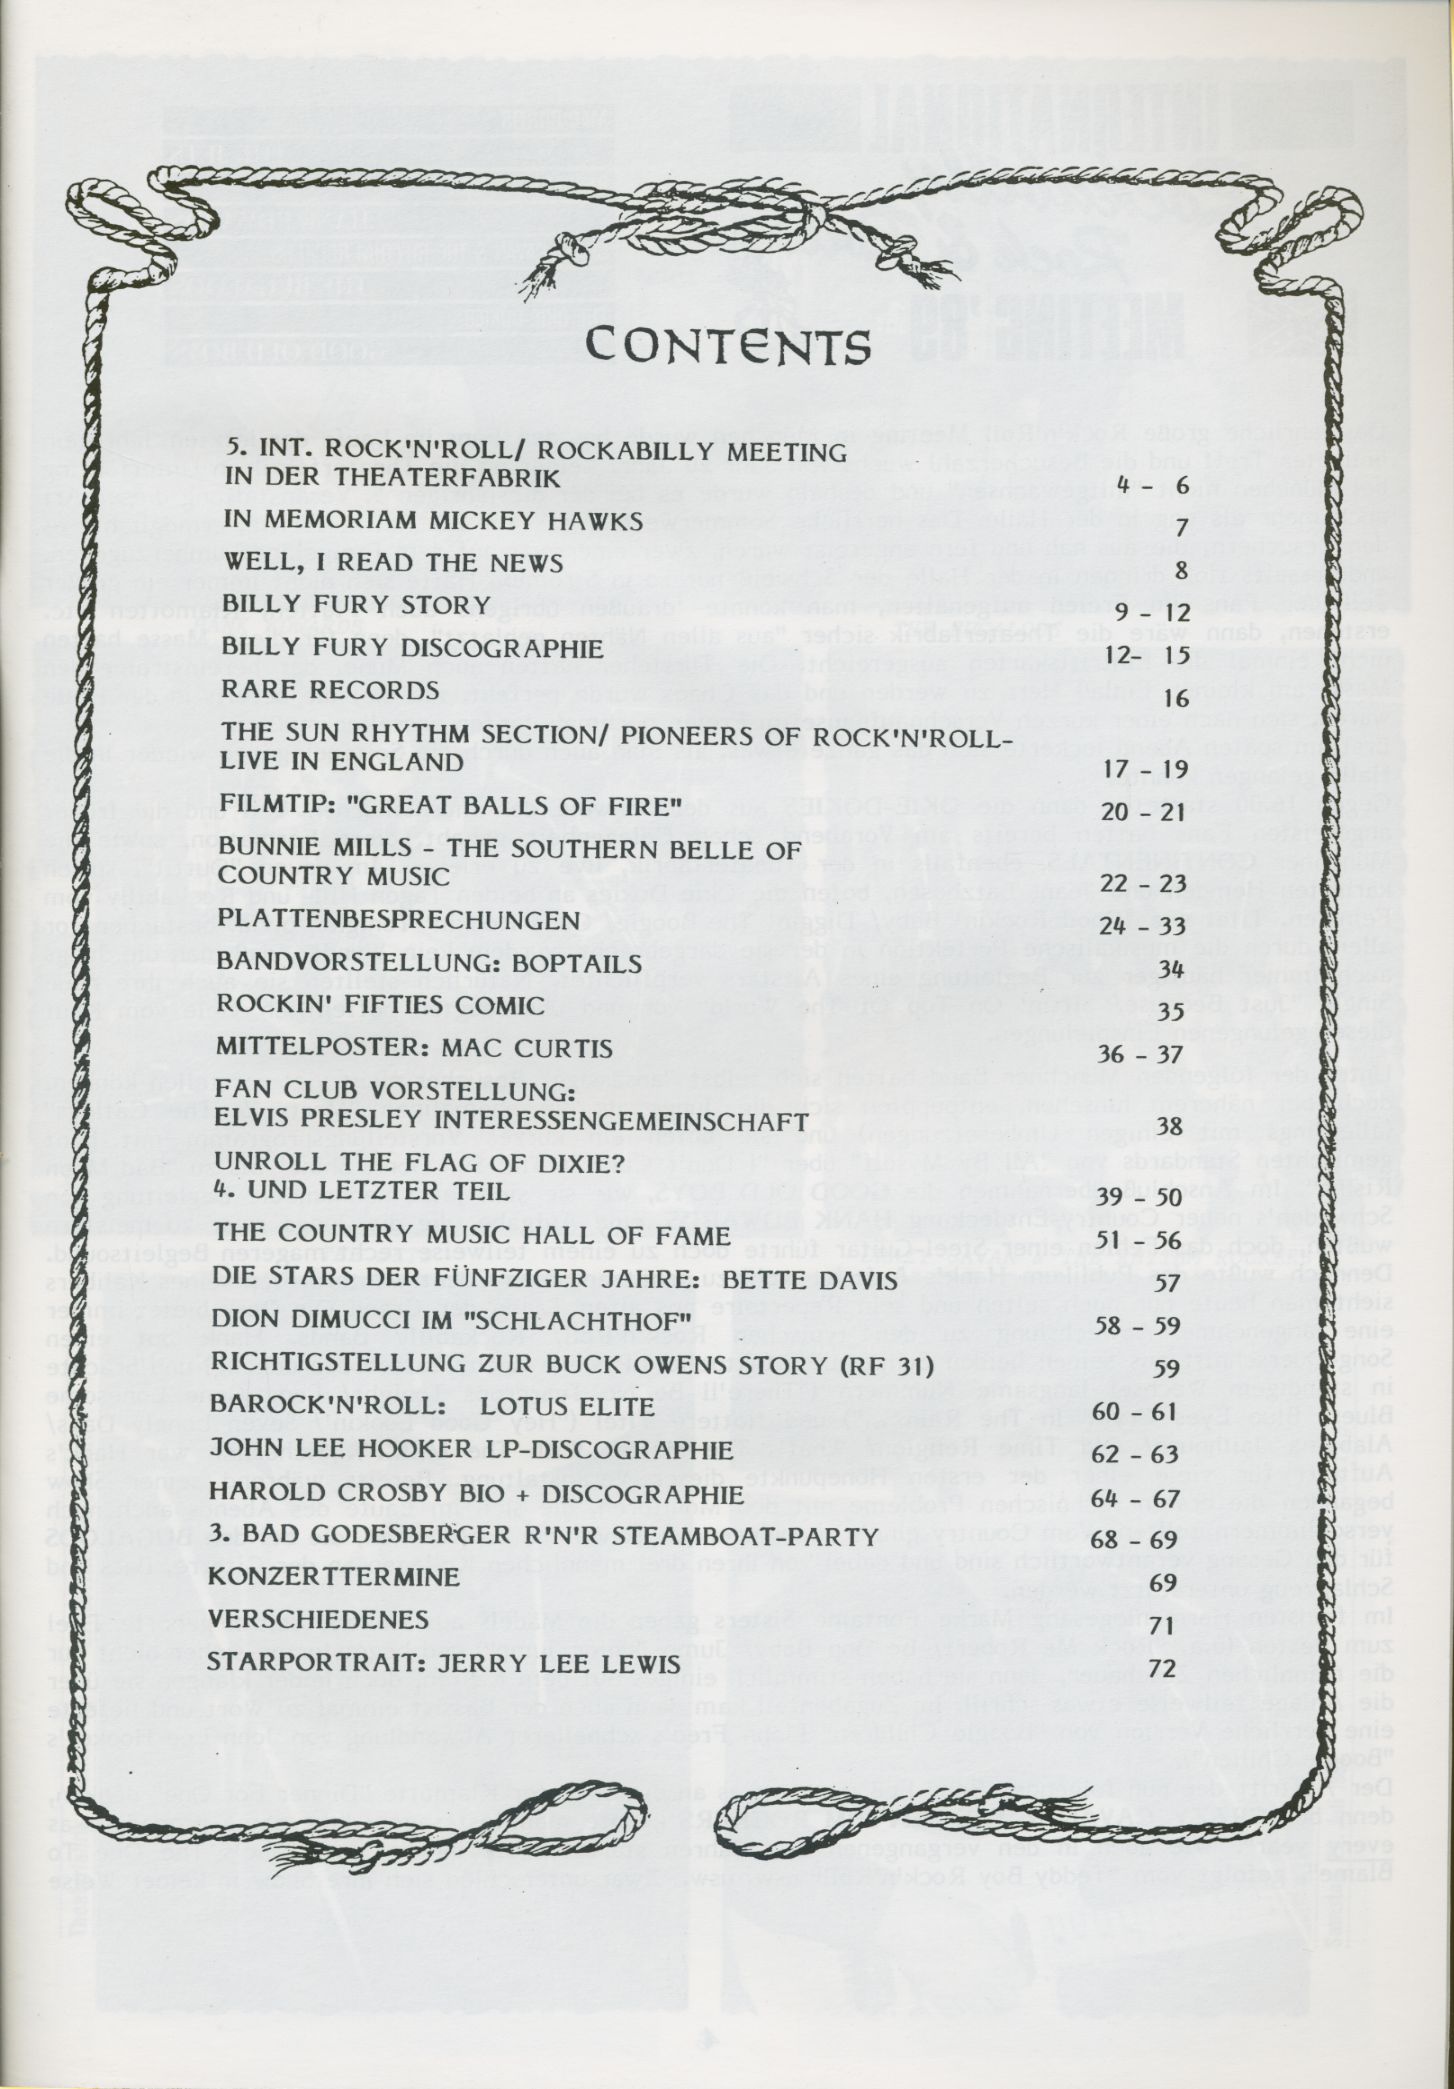 CONTENTS
5. INT. ROCK'N'ROLL/ ROCKABILLY MEETING
IN DER THEATERFABRIK 4 - 6
IN MEMORIAM MICKEY HAWKS 7
WELL, I READ THE NEWS 8
BILLY FURY STORY 9 - 12
BILLY FURY DISCOGRAPHIE 12- 15
RARE RECORDS 16
THE SUN RHYTHM SECTION/ PIONEERS OF ROCK'N'ROLL-
LIVE IN ENGLAND 17 - 19
FILMTIP: "GREAT BALLS OF FIRE" 20 - 21
BUNNIE MILLS - THE SOUTHERN BELLE OF
COUNTRY MUSIC 22 - 23
PLATTENBESPRECHUNGEN 24 - 33
BANDVORSTELLUNG: BOPTAILS 34
ROCKIN' FIFTIES COMIC 35
MITTELPOSTER: MAC CURTIS 36 - 37
FAN CLUB VORSTELLUNG:
ELVIS PRESLEY INTERESSENGEMEINSCHAFT 38
UNROLL THE FLAG OF DIXIE?
4. UND LETZTER TEIL 39 - 50
THE COUNTRY MUSIC HALL OF FAME 51 - 56
DIE STARS DER FÜNFZIGER JAHRE: BETTE DAVIS 57
DION DIMUCCI IM "SCHLACHTHOF" 58 - 59
RICHTIGSTELLUNG ZUR BUCK OWENS STORY (RF 31) 59
BAROCK'N'ROLL: LOTUS ELITE 60 - 61
JOHN LEE HOOKER LP-DISCOGRAPHIE 62 - 63
HAROLD CROSBY BIO + DISCOGRAPHIE 64 - 67
3. BAD GODESBERGER R'N'R STEAMBOAT-PARTY 68 - 69
KONZERTTERMINE 69
VERSCHIEDENES 71
STARPORTRAIT: JERRY LEE LEWIS 72